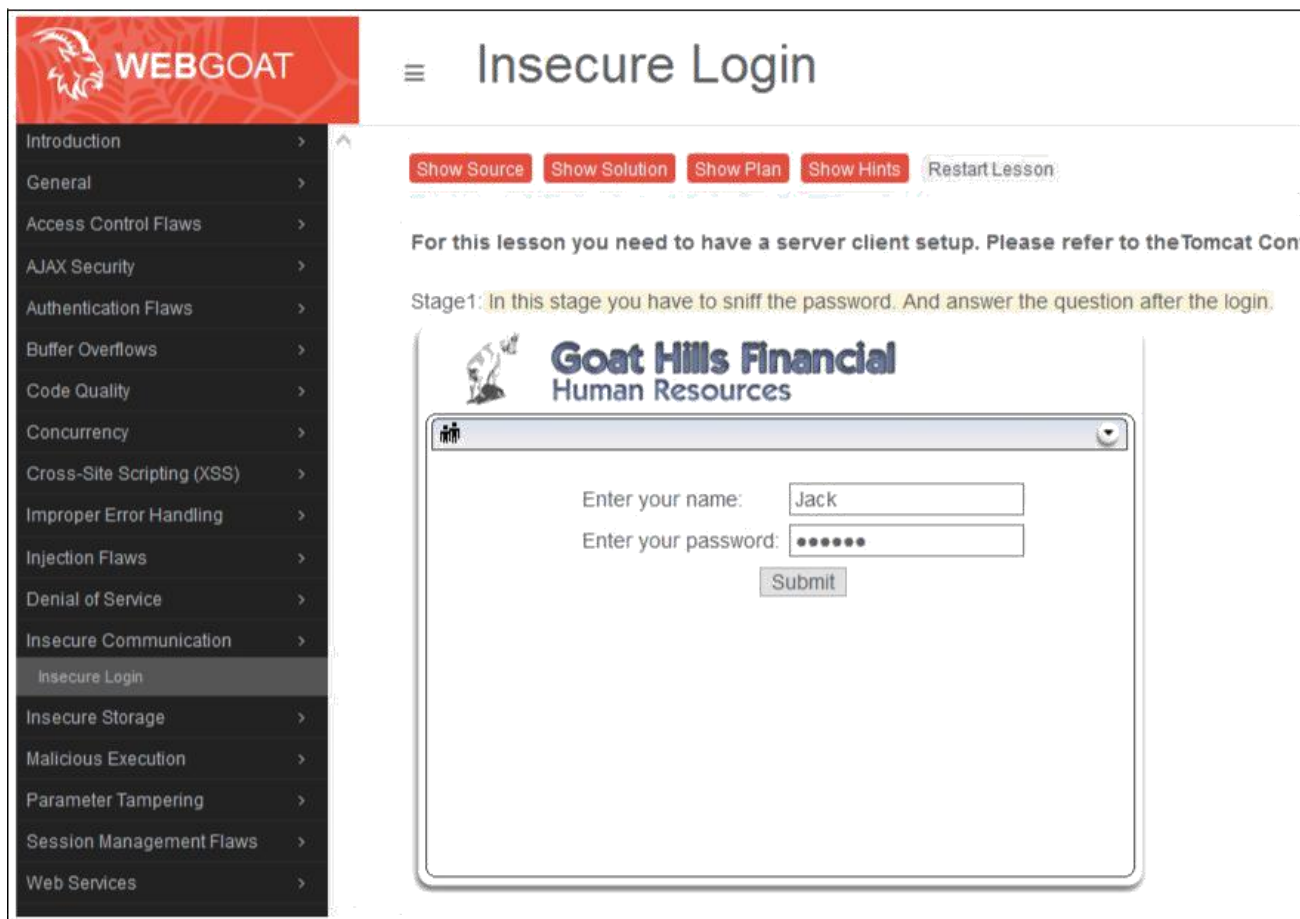 WEBGOAT
Insecure Login
Introduction
General
Access Control Flaws
AJAX Security
Authentication Flaws
Buffer Overflows
Code Quality
Concurrency
Cross-Site Scripting (XSS)
Improper Error Handling
Injection Flaws
Denial of Service
Insecure Communication
Insecure Login
Insecure Storage
Malicious Execution
Parameter Tampering
Session Management Flaws
Web Services
Show Source Show Solution Show Plan Show Hints Restart Lesson
For this lesson you need to have a server client setup. Please refer to theTomcat Con
Stage1: In this stage you have to sniff the password. And answer the question after the login.
Goat Hills Financial
Human Resources
Enter your name: Jack
Enter your password: ●●●●●●
Submit